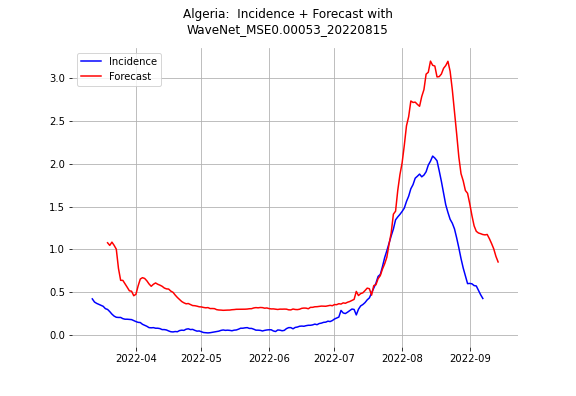 Algeria:  Incidence + Forecast with
WaveNet_MSE0.00053_20220815
Incidence
Forecast
3.0
2.5
2.0
1.5
1.0
0.5
0.0
2022-04 2022-05 2022-06 2022-07 2022-08 2022-09